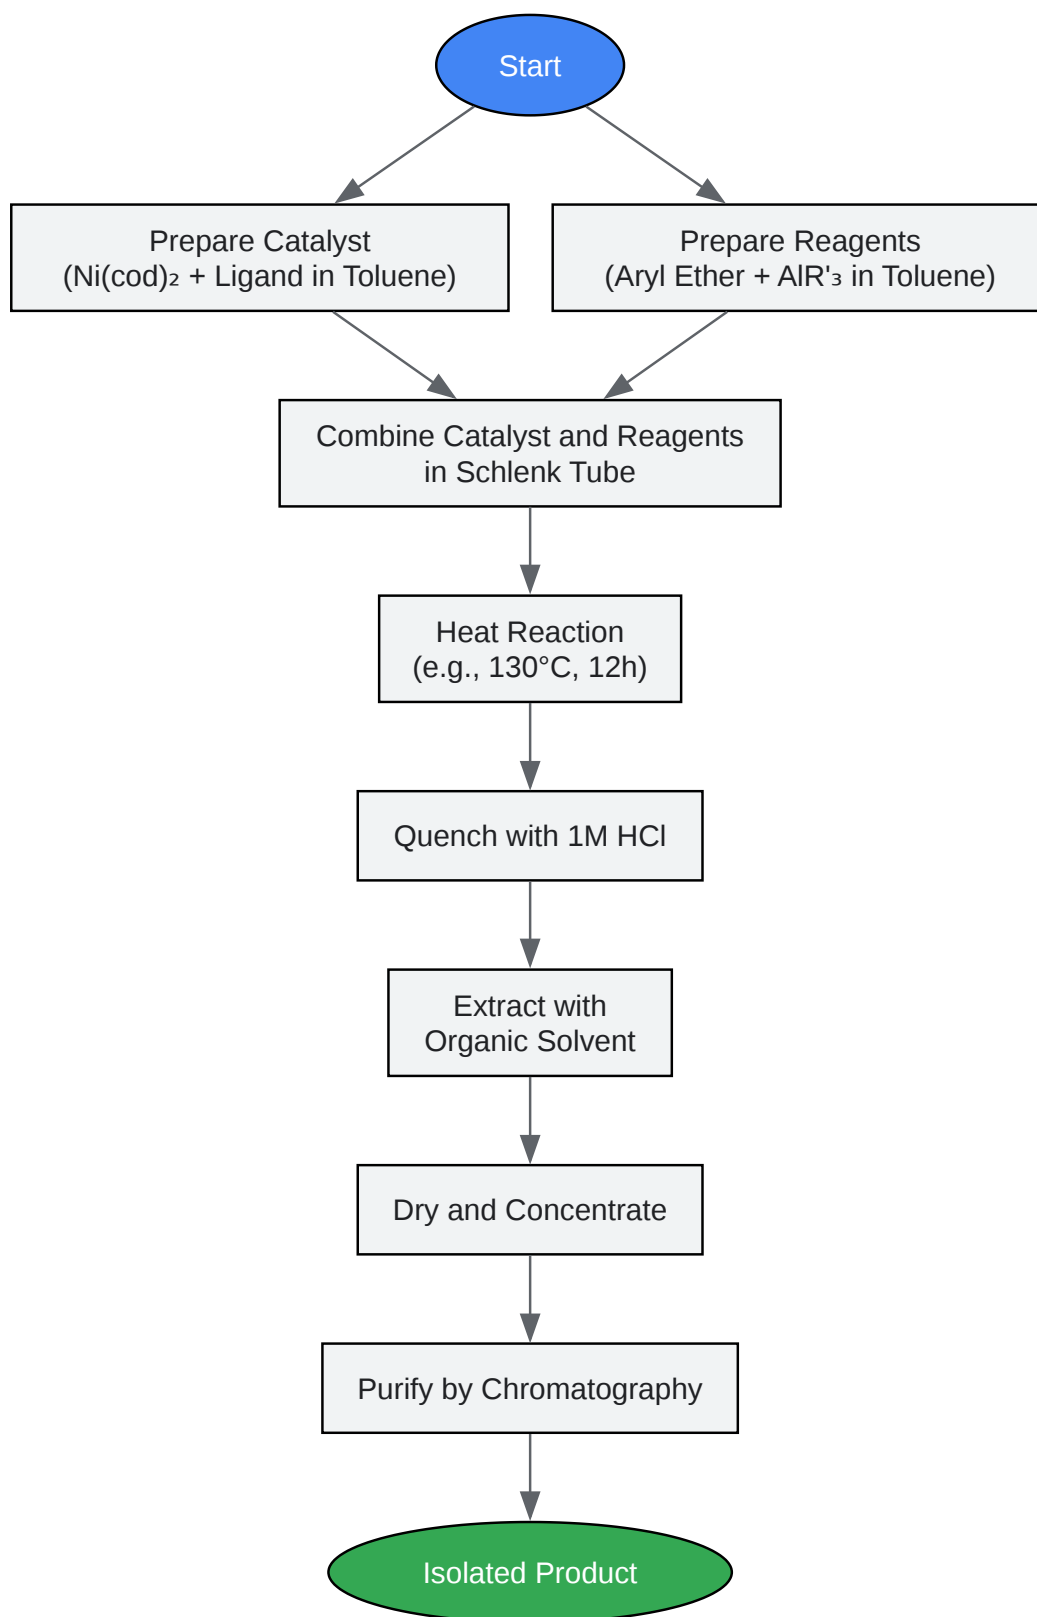 Start
Prepare Catalyst
(Ni(cod)₂ + Ligand in Toluene)
Prepare Reagents
(Aryl Ether + AlR'₃ in Toluene)
Combine Catalyst and Reagents
in Schlenk Tube
Heat Reaction
(e.g., 130°C, 12h)
Quench with 1M HCl
Extract with
Organic Solvent
Dry and Concentrate
Purify by Chromatography
Isolated Product